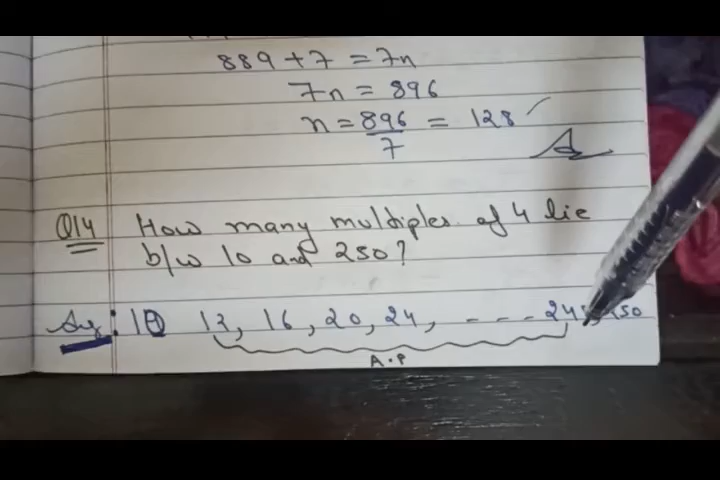 889 + 7 = 7n
7n = 896
n = 896/7 = 128
Q14 How many multiples of 4 lie
b/w 10 and 250?
Ans: 10 12, 16, 20, 24, - - - 248, 250
A.P